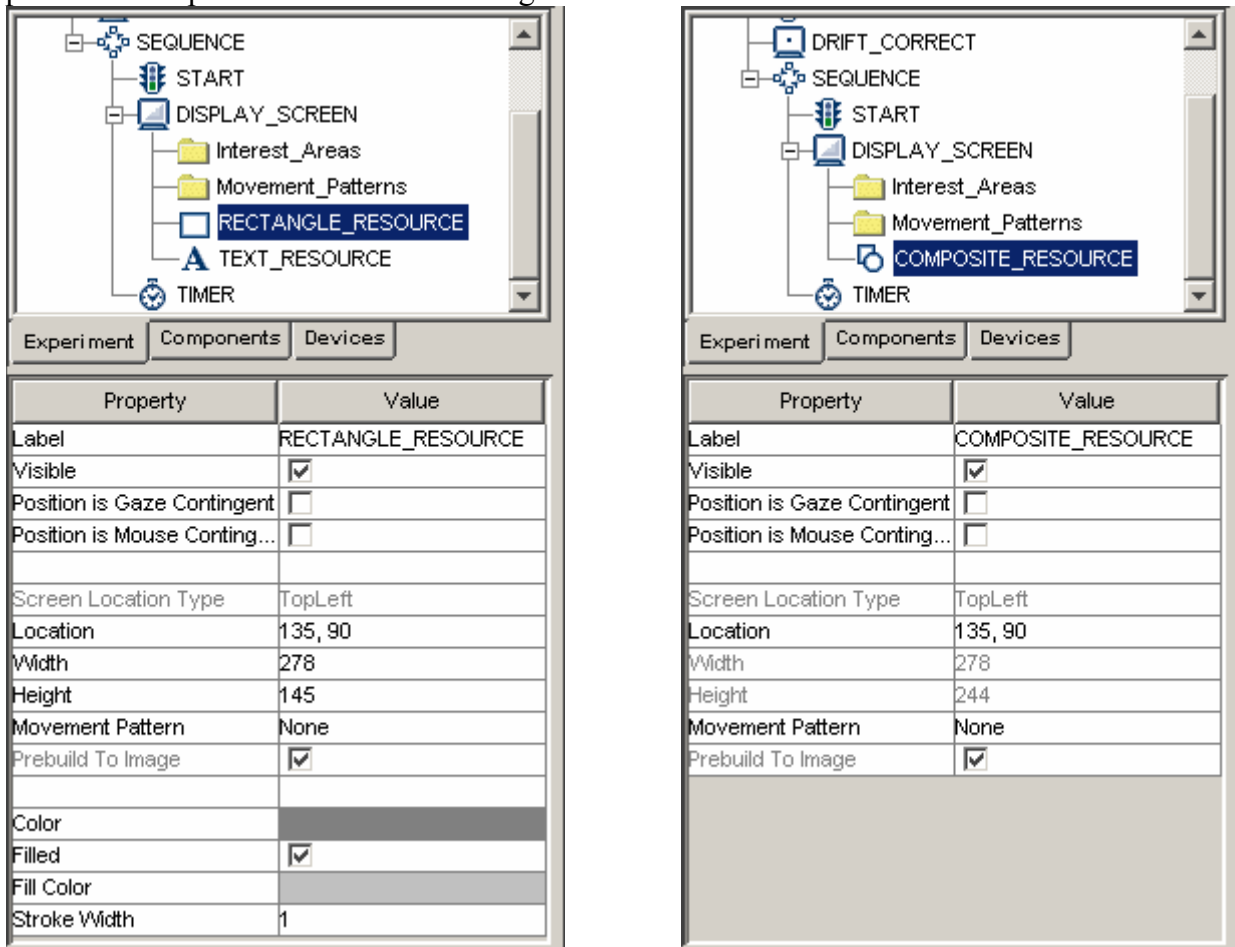 SEQUENCE
START
DISPLAY_SCREEN
Interest_Areas
Movement_Patterns
RECTANGLE_RESOURCE
TEXT_RESOURCE
TIMER
Experiment Components Devices
Property Value
Label RECTANGLE_RESOURCE
Visible
Position is Gaze Contingent
Position is Mouse Conting...
Screen Location Type TopLeft
Location 135, 90
Width 278
Height 145
Movement Pattern None
Prebuild To Image
Color
Filled
Fill Color
Stroke Width 1
DRIFT_CORRECT
SEQUENCE
START
DISPLAY_SCREEN
Interest_Areas
Movement_Patterns
COMPOSITE_RESOURCE
TIMER
Experiment Components Devices
Property Value
Label COMPOSITE_RESOURCE
Visible
Position is Gaze Contingent
Position is Mouse Conting...
Screen Location Type TopLeft
Location 135, 90
Width 278
Height 244
Movement Pattern None
Prebuild To Image